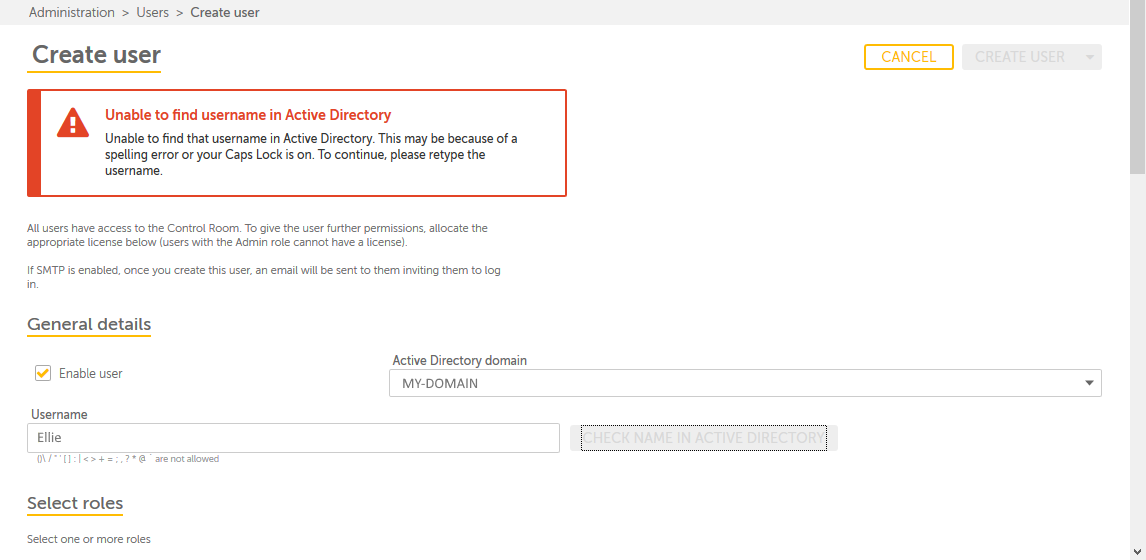 Administration > Users > Create user
Create user
CANCEL
CREATE USER
Unable to find username in Active Directory
Unable to find that username in Active Directory. This may be because of a
spelling error or your Caps Lock is on. To continue, please retype the
username.
All users have access to the Control Room. To give the user further permissions, allocate the
appropriate license below (users with the Admin role cannot have a license).
If SMTP is enabled, once you create this user, an email will be sent to them inviting them to log
in.
General details
Enable user
Active Directory domain
MY-DOMAIN
Username
Ellie
CHECK NAME IN ACTIVE DIRECTORY
()\ / " ' [ ] : | < > + = ; , ? * @ ` are not allowed
Select roles
Select one or more roles